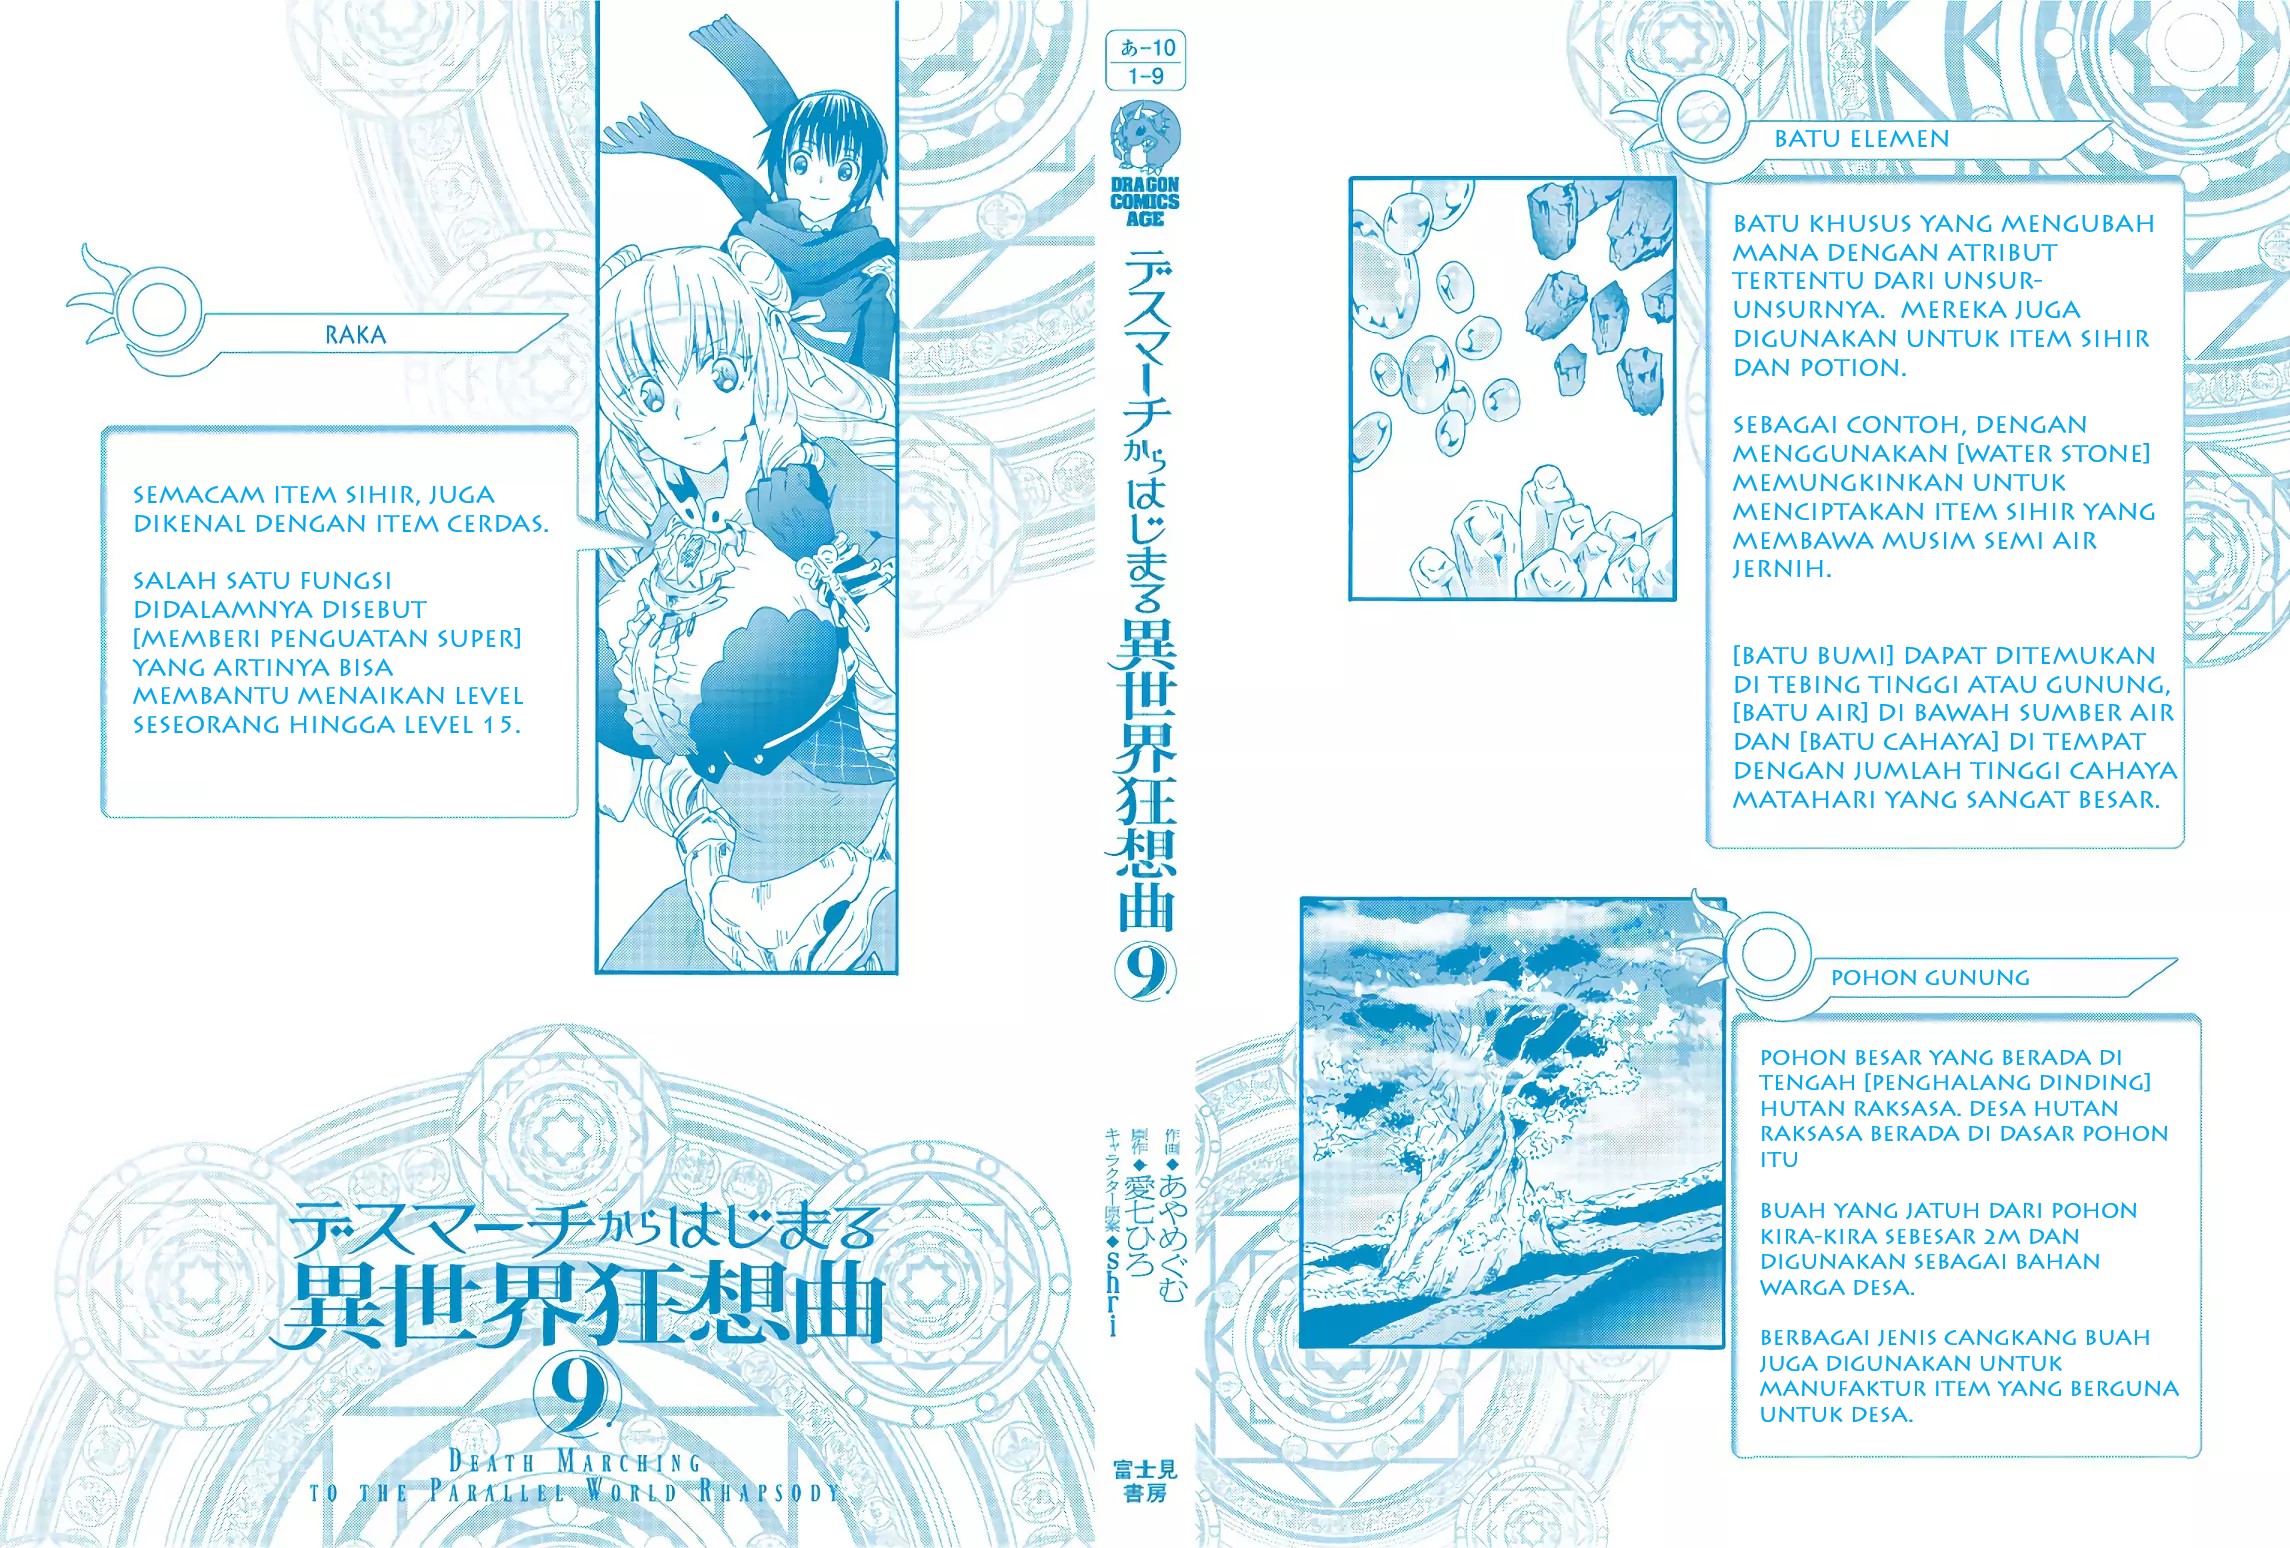 RAKA
SEMACAM ITEM SIHIR, JUGA
DIKENAL DENGAN ITEM CERDAS.
SALAH SATU FUNGSI
DIDALAMNYA DISEBUT
[MEMBERI PENGUATAN SUPER]
YANG ARTINYA BISA
MEMBANTU MENAIKAN LEVEL
SESEORANG HINGGA LEVEL 15.
デスマーチからはじまる
異世界狂想曲
9
DEATH MARCHING
TO THE PARALLEL WORLD RHAPSODY
あ-10
1-9
DRAGON
COMICS
AGE
デスマーチからはじまる異世界狂想曲 9
作画◆あやめぐむ
原作◆愛七ひろ
キャラクター原案◆shri
富士見
書房
BATU ELEMEN
BATU KHUSUS YANG MENGUBAH
MANA DENGAN ATRIBUT
TERTENTU DARI UNSUR-
UNSURNYA. MEREKA JUGA
DIGUNAKAN UNTUK ITEM SIHIR
DAN POTION.
SEBAGAI CONTOH, DENGAN
MENGGUNAKAN [WATER STONE]
MEMUNGKINKAN UNTUK
MENCIPTAKAN ITEM SIHIR YANG
MEMBAWA MUSIM SEMI AIR
JERNIH.
[BATU BUMI] DAPAT DITEMUKAN
DI TEBING TINGGI ATAU GUNUNG,
[BATU AIR] DI BAWAH SUMBER AIR
DAN [BATU CAHAYA] DI TEMPAT
DENGAN JUMLAH TINGGI CAHAYA
MATAHARI YANG SANGAT BESAR.
POHON GUNUNG
POHON BESAR YANG BERADA DI
TENGAH [PENGHALANG DINDING]
HUTAN RAKSASA. DESA HUTAN
RAKSASA BERADA DI DASAR POHON
ITU
BUAH YANG JATUH DARI POHON
KIRA-KIRA SEBESAR 2M DAN
DIGUNAKAN SEBAGAI BAHAN
WARGA DESA.
BERBAGAI JENIS CANGKANG BUAH
JUGA DIGUNAKAN UNTUK
MANUFAKTUR ITEM YANG BERGUNA
UNTUK DESA.